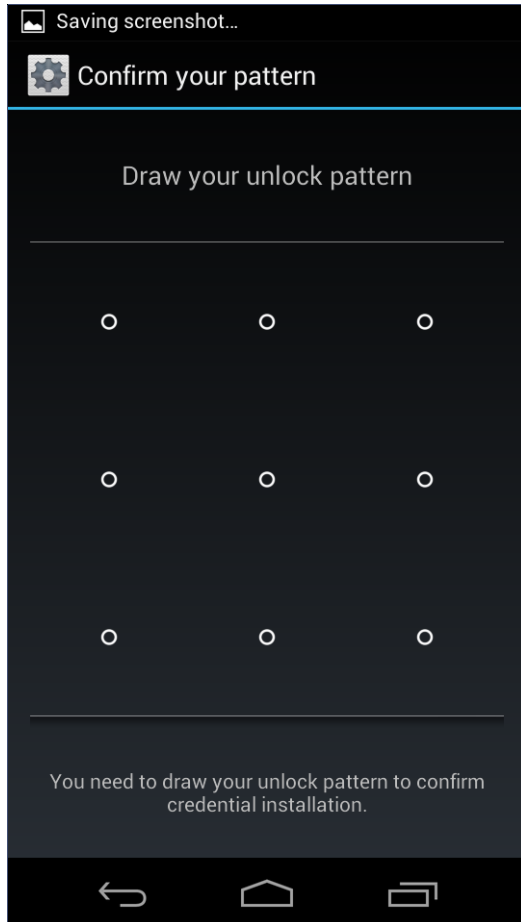 Saving screenshot...
Confirm your pattern
Draw your unlock pattern
You need to draw your unlock pattern to confirm
credential installation.